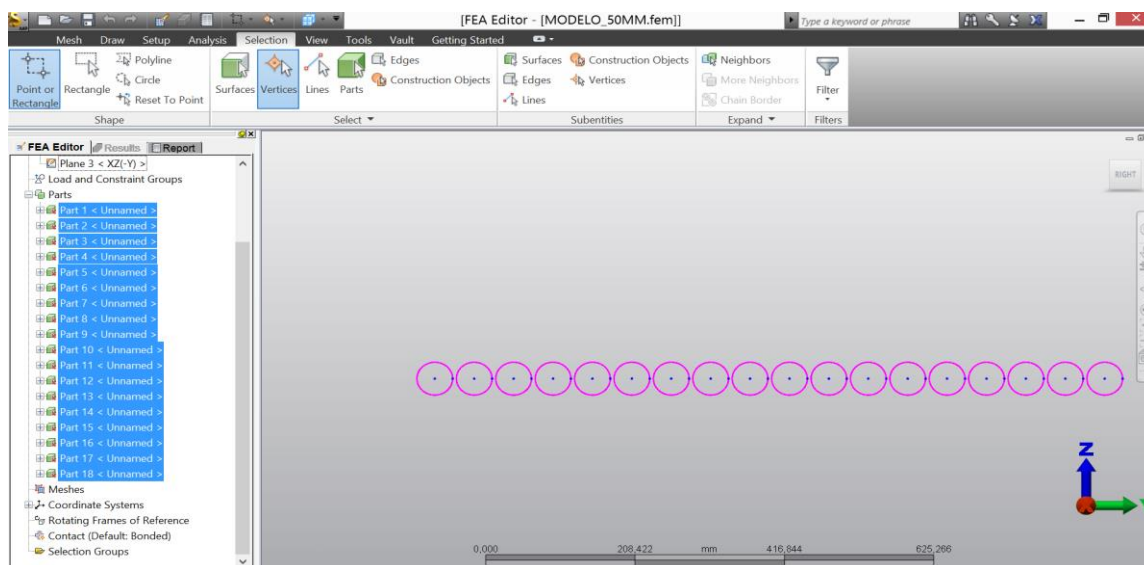 [FEA Editor - [MODELO_50MM.fem]]
Type a keyword or phrase
Mesh Draw Setup Analysis Selection View Tools Vault Getting Started
Point or Rectangle
Rectangle
Polyline
Circle
Reset To Point
Shape
Surfaces
Vertices
Lines
Parts
Edges
Construction Objects
Select
Surfaces
Construction Objects
Edges
Vertices
Lines
Subentities
Neighbors
More Neighbors
Chain Border
Expand
Filter
Filters
FEA Editor
Results
Report
Plane 3 < XZ(-Y) >
Load and Constraint Groups
Parts
Part 1 < Unnamed >
Part 2 < Unnamed >
Part 3 < Unnamed >
Part 4 < Unnamed >
Part 5 < Unnamed >
Part 6 < Unnamed >
Part 7 < Unnamed >
Part 8 < Unnamed >
Part 9 < Unnamed >
Part 10 < Unnamed >
Part 11 < Unnamed >
Part 12 < Unnamed >
Part 13 < Unnamed >
Part 14 < Unnamed >
Part 15 < Unnamed >
Part 16 < Unnamed >
Part 17 < Unnamed >
Part 18 < Unnamed >
Meshes
Coordinate Systems
Rotating Frames of Reference
Contact (Default: Bonded)
Selection Groups
RIGHT
Z
0,000 208,422 mm 416,844 625,266